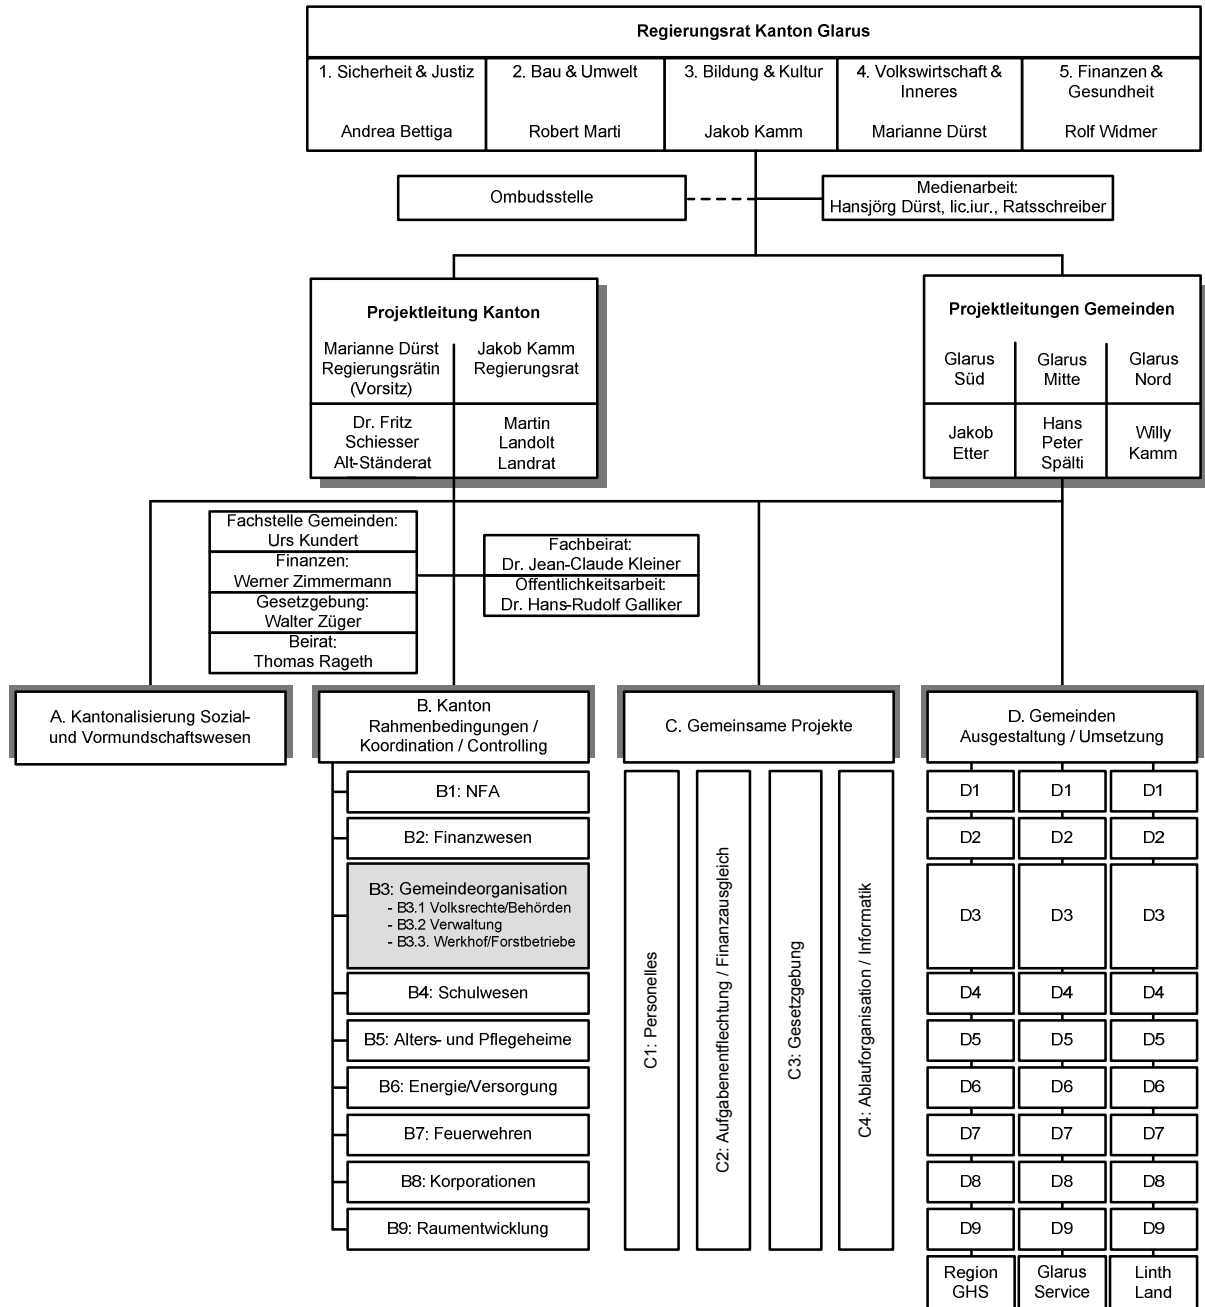 Regierungsrat Kanton Glarus
1. Sicherheit & Justiz
Andrea Bettiga
2. Bau & Umwelt
Robert Marti
3. Bildung & Kultur
Jakob Kamm
4. Volkswirtschaft &
Inneres
Marianne Dürst
5. Finanzen &
Gesundheit
Rolf Widmer
Ombudsstelle
Medienarbeit:
Hansjörg Dürst, lic.iur., Ratsschreiber
Projektleitung Kanton
Marianne Dürst
Regierungsrätin
(Vorsitz)
Jakob Kamm
Regierungsrat
Dr. Fritz
Schiesser
Alt-Ständerat
Martin
Landolt
Landrat
Projektleitungen Gemeinden
Glarus
Süd
Glarus
Mitte
Glarus
Nord
Jakob
Etter
Hans
Peter
Spälti
Willy
Kamm
Fachstelle Gemeinden:
Urs Kundert
Finanzen:
Werner Zimmermann
Gesetzgebung:
Walter Züger
Beirat:
Thomas Rageth
Fachbeirat:
Dr. Jean-Claude Kleiner
Öffentlichkeitsarbeit:
Dr. Hans-Rudolf Galliker
A. Kantonalisierung Sozial-
und Vormundschaftswesen
B. Kanton
Rahmenbedingungen /
Koordination / Controlling
C. Gemeinsame Projekte
D. Gemeinden
Ausgestaltung / Umsetzung
B1: NFA
B2: Finanzwesen
B3: Gemeindeorganisation
- B3.1 Volksrechte/Behörden
- B3.2 Verwaltung
- B3.3. Werkhof/Forstbetriebe
B4: Schulwesen
B5: Alters- und Pflegeheime
B6: Energie/Versorgung
B7: Feuerwehren
B8: Korporationen
B9: Raumentwicklung
C1: Personelles
C2: Aufgabenentflechtung / Finanzausgleich
C3: Gesetzgebung
C4: Ablauforganisation / Informatik
D1 D1 D1
D2 D2 D2
D3 D3 D3
D4 D4 D4
D5 D5 D5
D6 D6 D6
D7 D7 D7
D8 D8 D8
D9 D9 D9
Region
GHS
Glarus
Service
Linth
Land